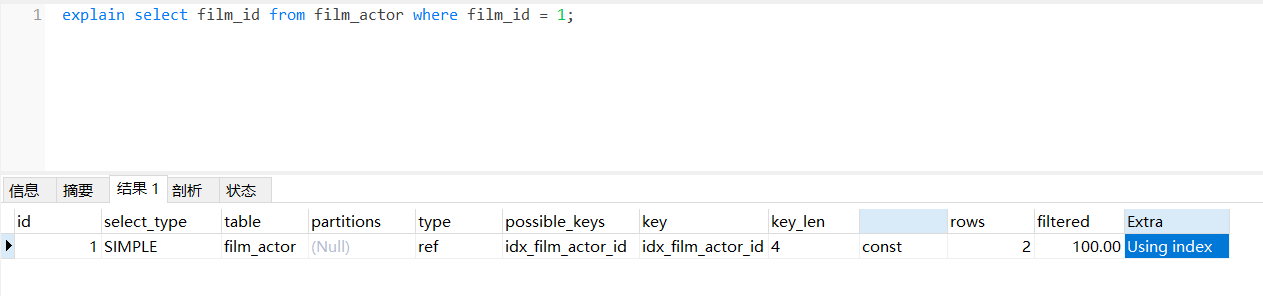 1 explain select film_id from film_actor where film_id = 1;
信息 摘要 结果 1 剖析 状态
id select_type table partitions type possible_keys key key_len rows filtered Extra
1 SIMPLE film_actor (Null) ref idx_film_actor_id idx_film_actor_id 4 const 2 100.00 Using index